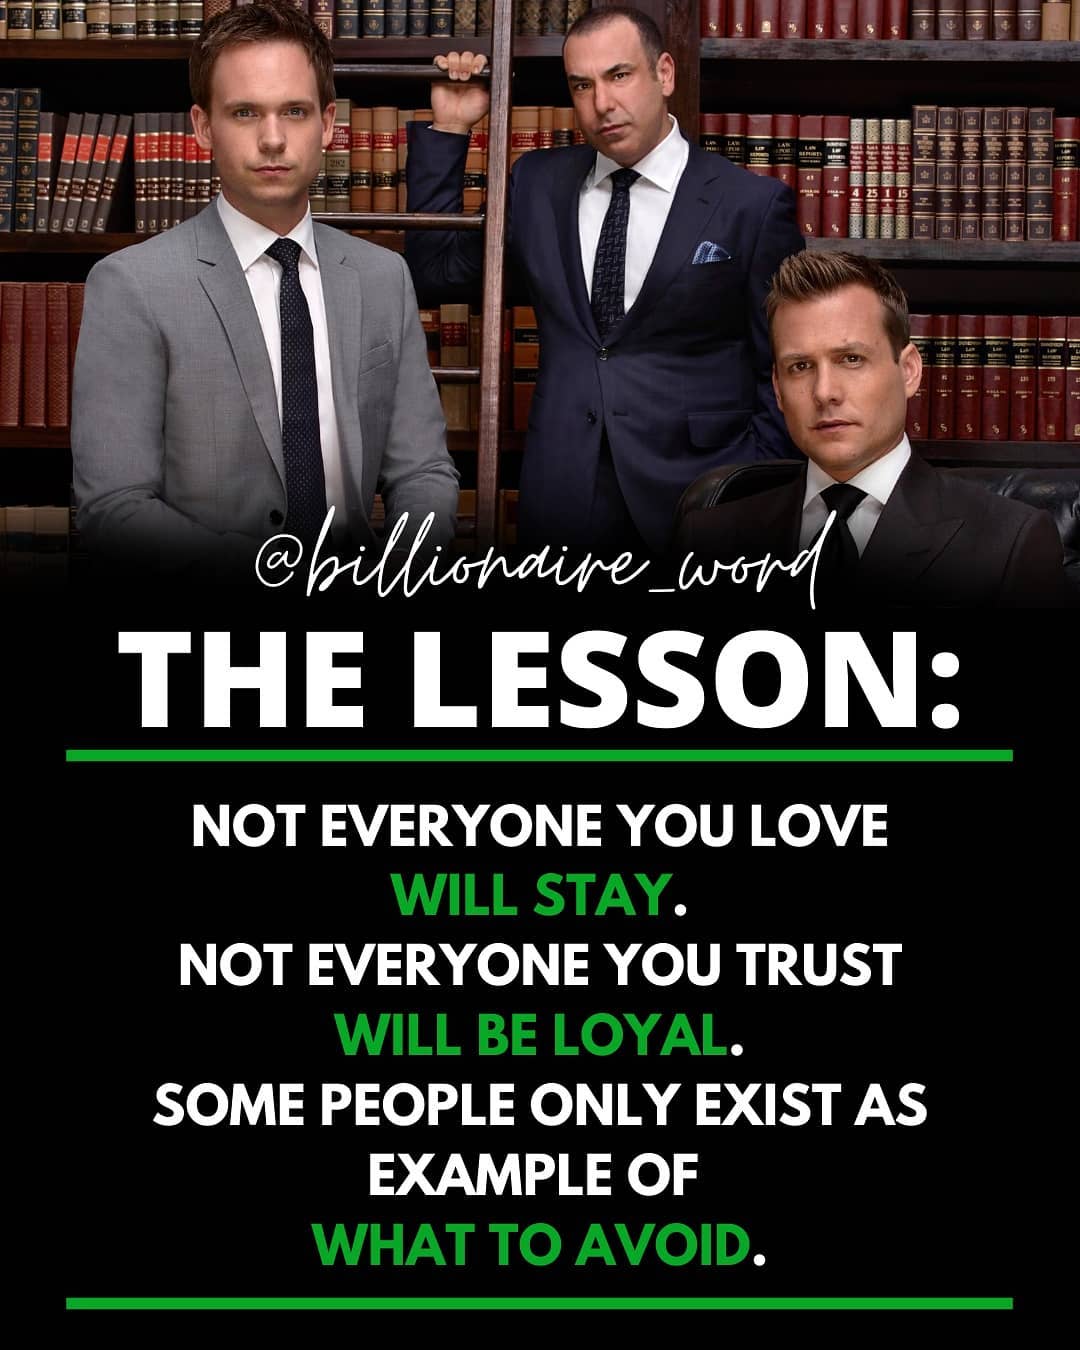 @billionaire_word
THE LESSON:
NOT EVERYONE YOU LOVE
WILL STAY.
NOT EVERYONE YOU TRUST
WILL BE LOYAL.
SOME PEOPLE ONLY EXIST AS
EXAMPLE OF
WHAT TO AVOID.